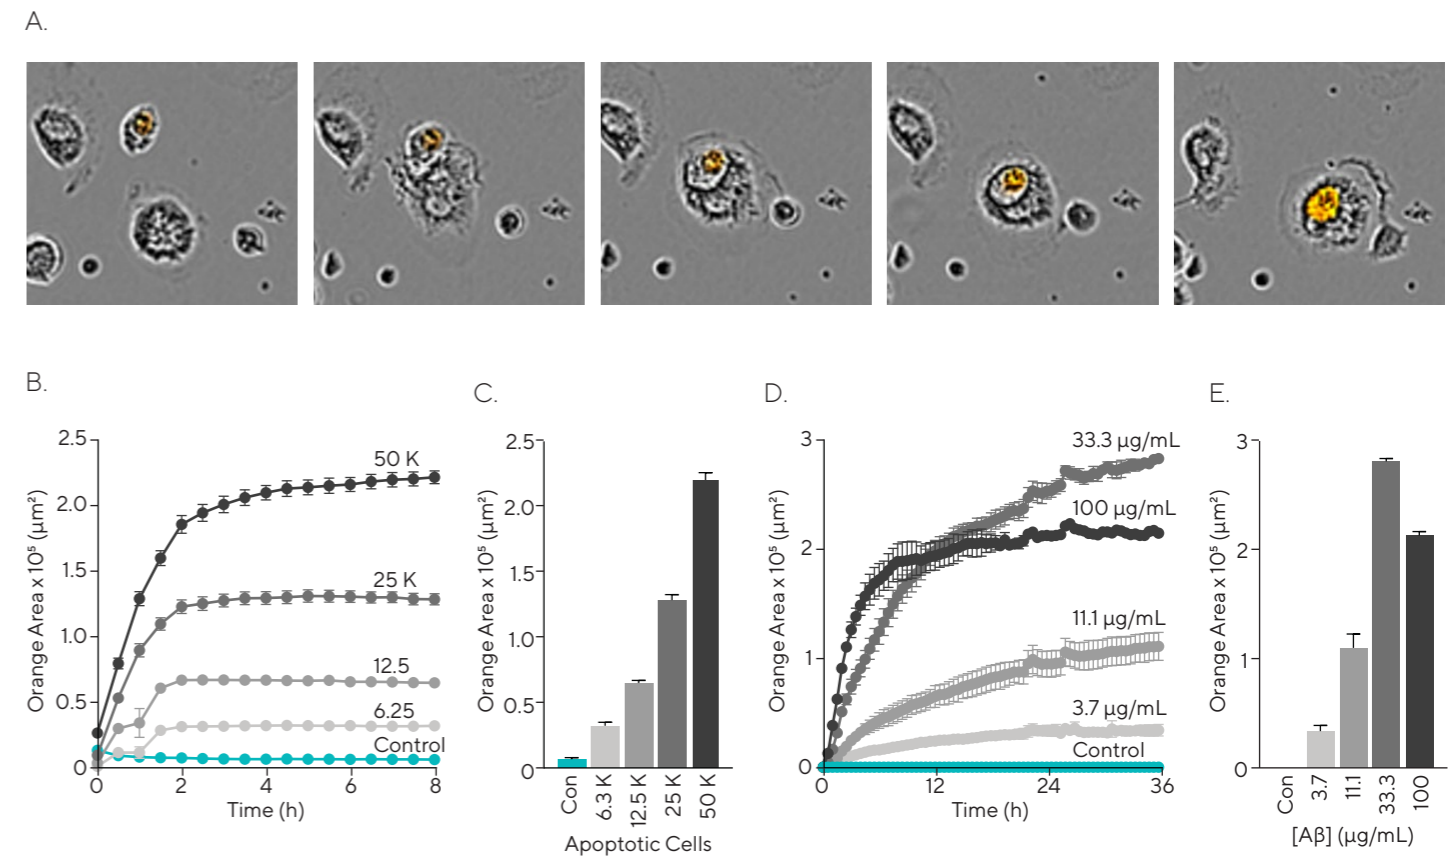 A.
B.
2.5
2.0
1.5
1.0
0.5
0
Orange Area x 10⁵ (µm²)
50 K
25 K
12.5
6.25
Control
0
2
4
6
8
Time (h)
C.
2.5
2.0
1.5
1.0
0.5
0
Orange Area x 10⁵ (µm²)
Con
6.3 K
12.5 K
25 K
50 K
Apoptotic Cells
D.
3
2
1
0
Orange Area x 10⁵ (µm²)
33.3 µg/mL
100 µg/mL
11.1 µg/mL
3.7 µg/mL
Control
0
12
24
36
Time (h)
E.
3
2
1
0
Orange Area x 10⁵ (µm²)
Con
3.7
11.1
33.3
100
[Aβ] (µg/mL)